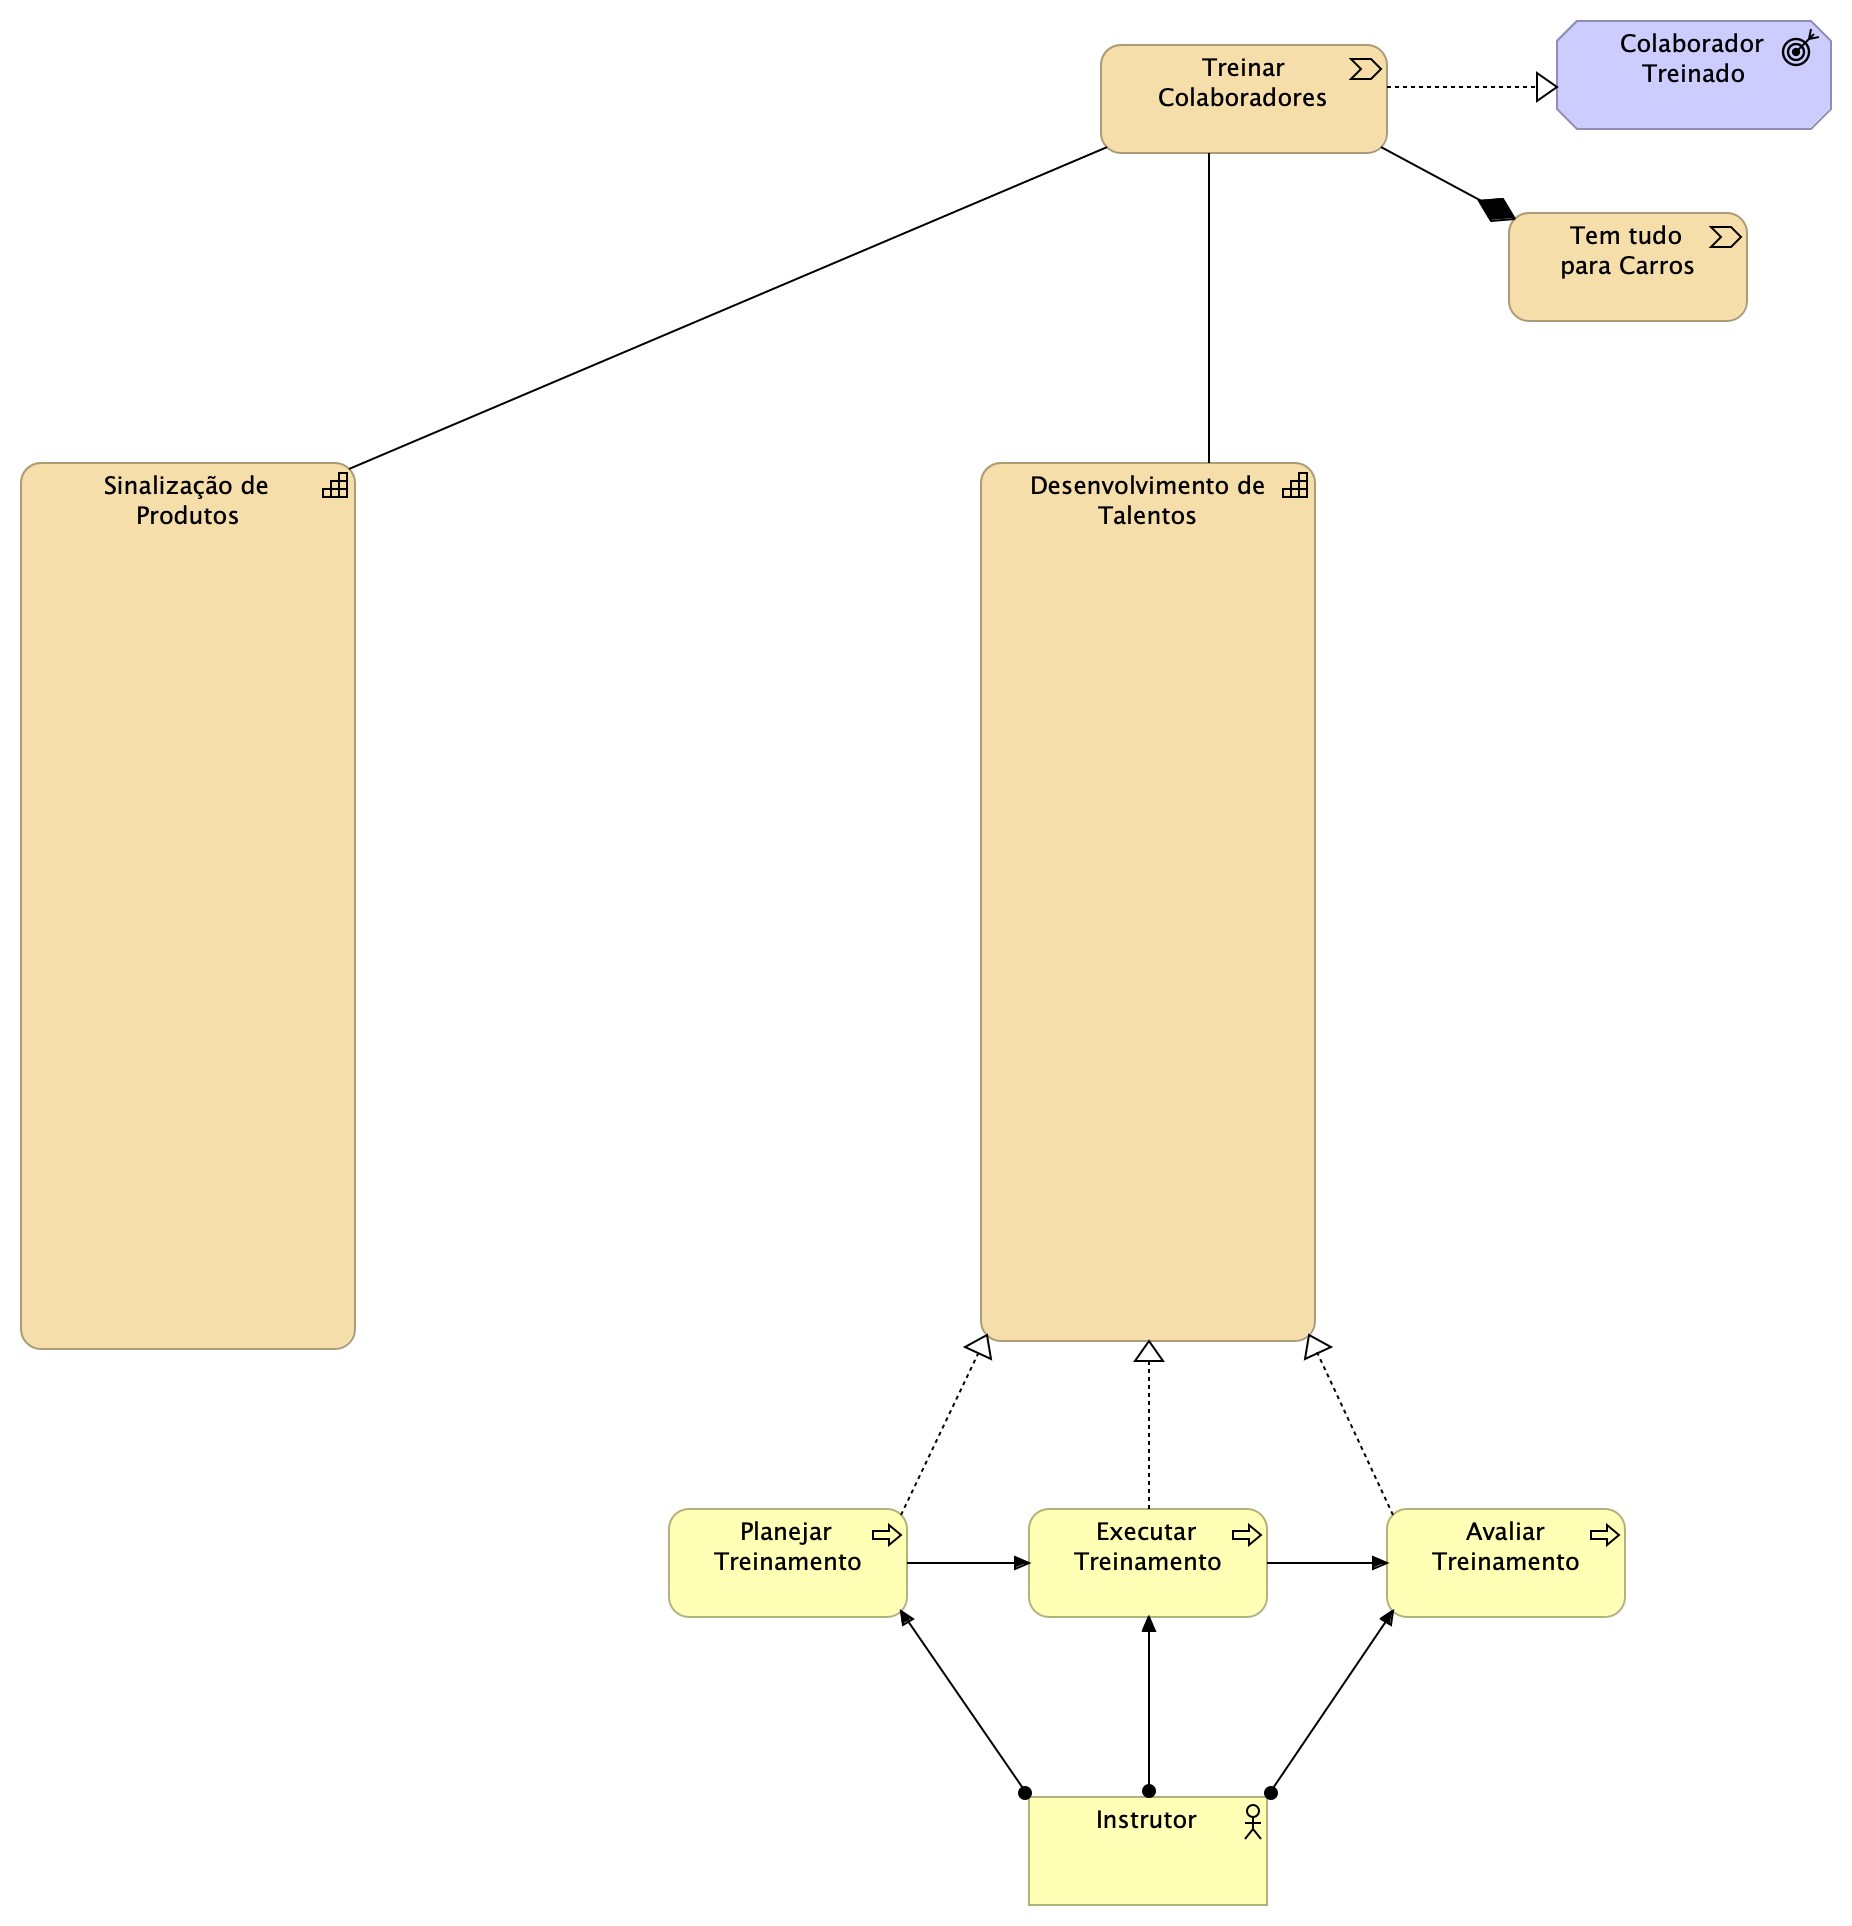 Colaborador
Treinado
Treinar
Colaboradores
Tem tudo
para Carros
Sinalização de
Produtos
Desenvolvimento de
Talentos
Planejar
Treinamento
Executar
Treinamento
Avaliar
Treinamento
Instrutor